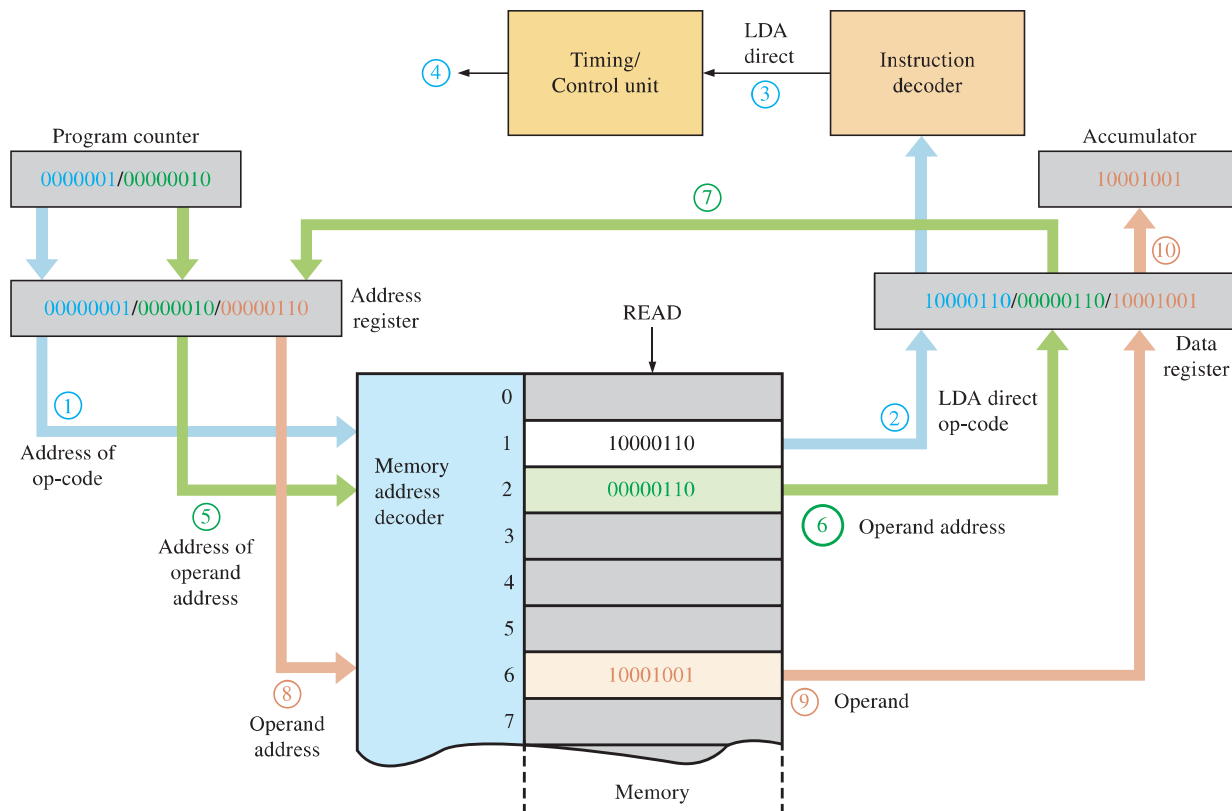 LDA
direct
Timing/
Control unit
Instruction
decoder
4
3
Program counter
Accumulator
0000001/00000010
10001001
7
10
00000001/0000010/00000110
Address
register
10000110/00000110/10001001
READ
Data
register
1
Address of
op-code
0
1
10000110
2
LDA direct
op-code
Memory
address
decoder
2
00000110
5
Address of
operand
address
6
Operand address
3
4
5
6
10001001
8
Operand
address
9
Operand
7
Memory